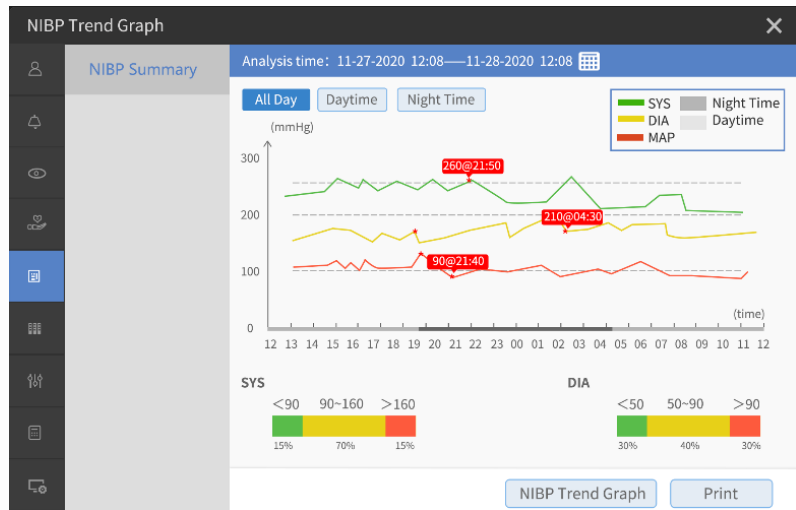 NIBP Trend Graph
NIBP Summary
Analysis time: 11-27-2020 12:08——11-28-2020 12:08
All Day Daytime Night Time
SYS Night Time
DIA Daytime
MAP
(mmHg)
300
260@21:50
200
210@04:30
90@21:40
100
(time)
0
12 13 14 15 16 17 18 19 20 21 22 23 00 01 02 03 04 05 06 07 08 09 10 11 12
SYS DIA
<90 90~160 >160 <50 50~90 >90
15% 70% 15% 30% 40% 30%
NIBP Trend Graph Print